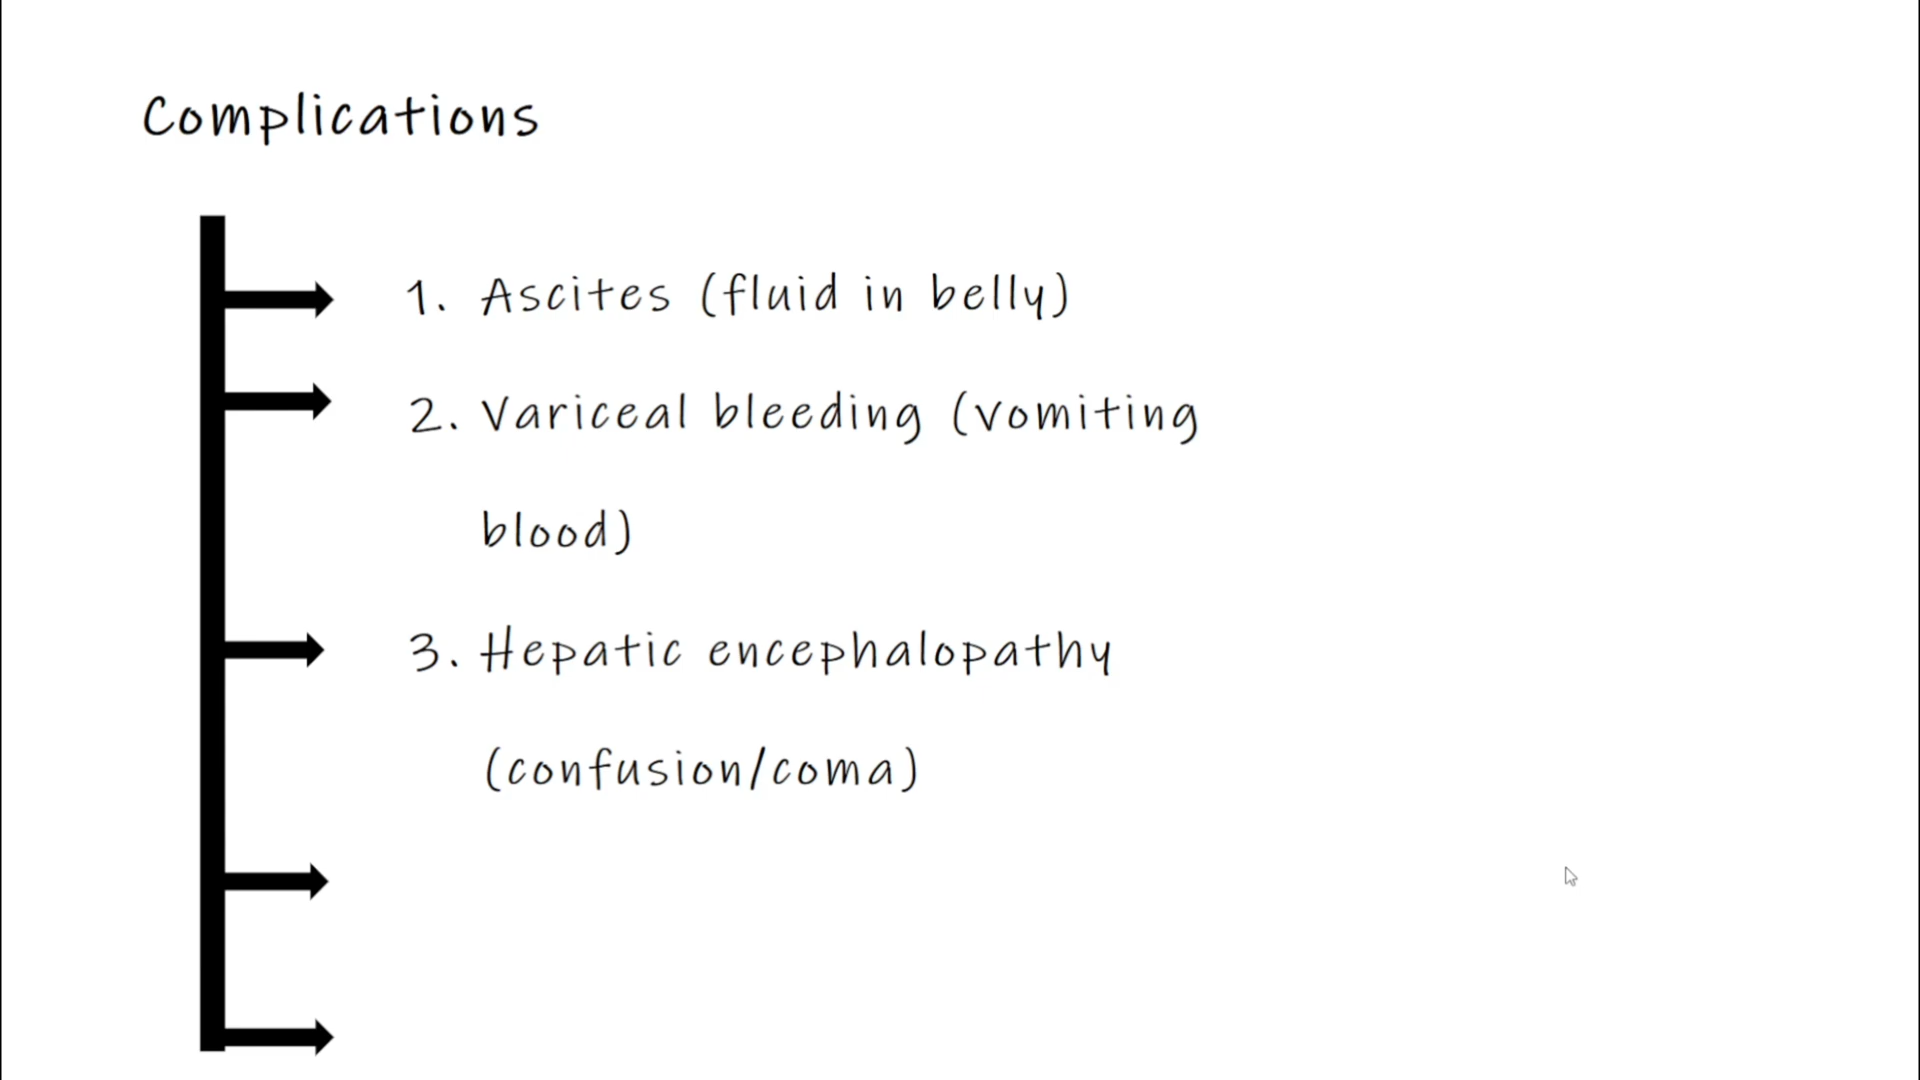 Complications
1. Ascites (fluid in belly)
2. Variceal bleeding (vomiting
blood)
3. Hepatic encephalopathy
(confusion/coma)